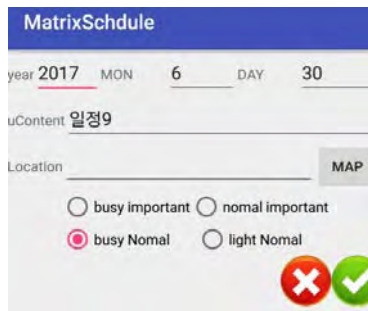 MatrixSchdule
year 2017 MON 6 DAY 30
uContent 일정9
Location MAP
busy important nomal important
busy Nomal light Nomal